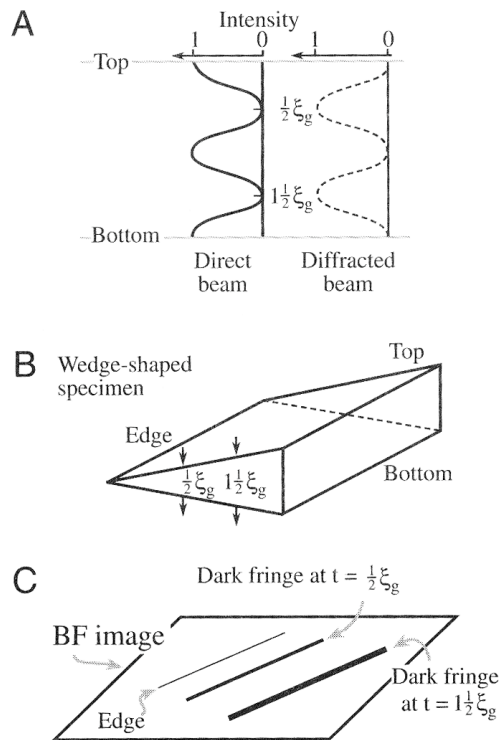 A
Intensity
1 0 1 0
Top
½ξg
1½ξg
Bottom
Direct
beam
Diffracted
beam
B
Wedge-shaped
specimen
Top
Edge
½ξg 1½ξg
Bottom
C
Dark fringe at t = ½ξg
BF image
Edge
Dark fringe
at t = 1½ξg